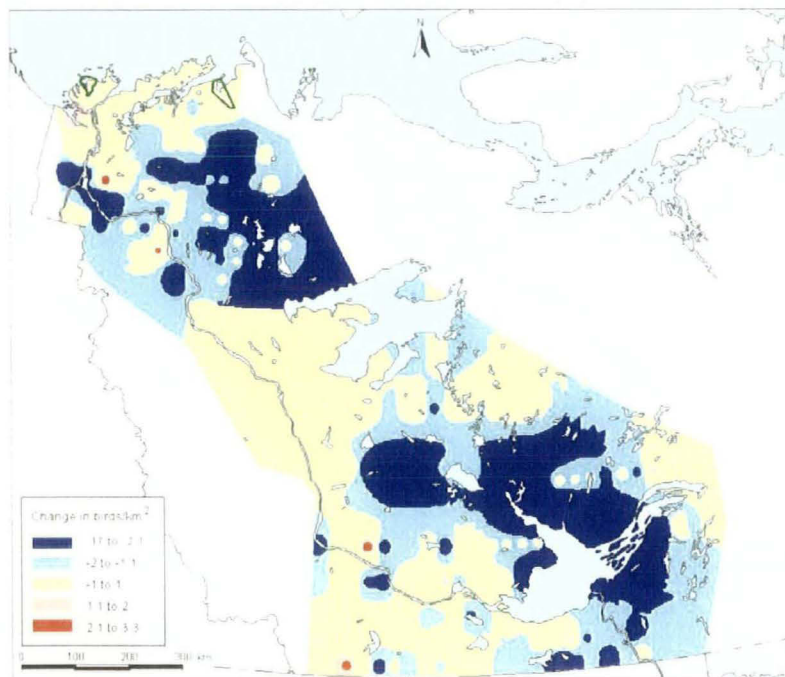 N
Change in birds/km²
-2 to -1.1
-1 to 1
1.1 to 2
2.1 to 3.3
0 100 200 300 km